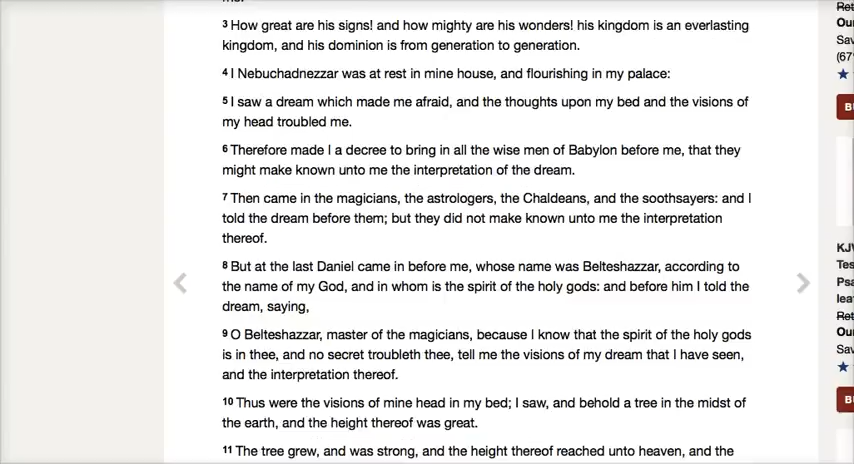 3 How great are his signs! and how mighty are his wonders! his kingdom is an everlasting
kingdom, and his dominion is from generation to generation.
4 I Nebuchadnezzar was at rest in mine house, and flourishing in my palace:
5 I saw a dream which made me afraid, and the thoughts upon my bed and the visions of
my head troubled me.
6 Therefore made I a decree to bring in all the wise men of Babylon before me, that they
might make known unto me the interpretation of the dream.
7 Then came in the magicians, the astrologers, the Chaldeans, and the soothsayers: and I
told the dream before them; but they did not make known unto me the interpretation
thereof.
8 But at the last Daniel came in before me, whose name was Belteshazzar, according to
the name of my God, and in whom is the spirit of the holy gods: and before him I told the
dream, saying,
9 O Belteshazzar, master of the magicians, because I know that the spirit of the holy gods
is in thee, and no secret troubleth thee, tell me the visions of my dream that I have seen,
and the interpretation thereof.
10 Thus were the visions of mine head in my bed; I saw, and behold a tree in the midst of
the earth, and the height thereof was great.
11 The tree grew, and was strong, and the height thereof reached unto heaven, and the
Ret
Our
Sav
(67
B
KJV
Tes
Psa
lea
Ret
Our
Sav
B